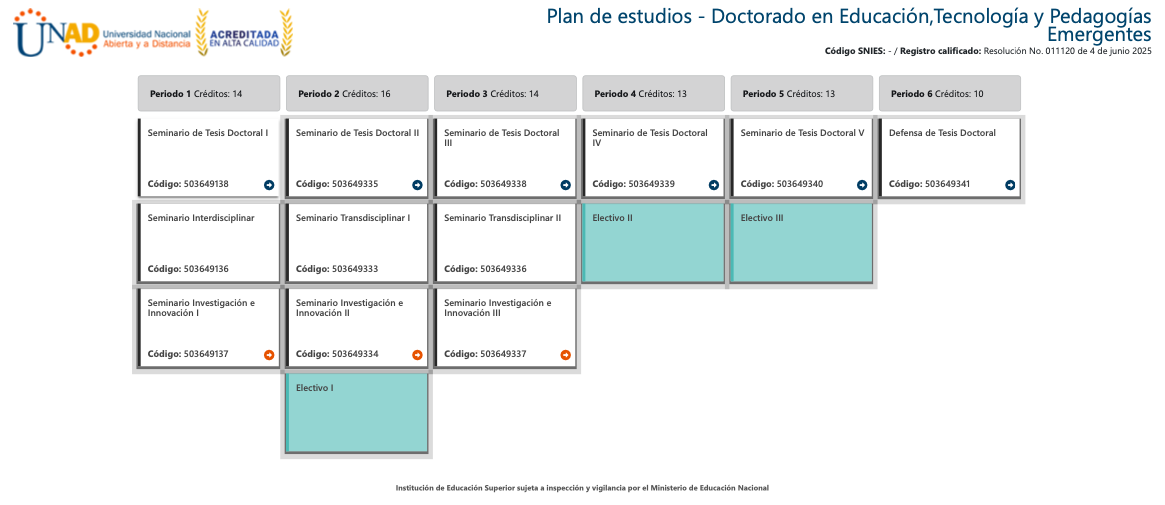 UNAD
Universidad Nacional
Abierta y a Distancia
ACREDITADA
EN ALTA CALIDAD
Plan de estudios - Doctorado en Educación,Tecnología y Pedagogías
Emergentes
Código SNIES: - / Registro calificado: Resolución No. 011120 de 4 de junio 2025
Periodo 1 Créditos: 14
Periodo 2 Créditos: 16
Periodo 3 Créditos: 14
Periodo 4 Créditos: 13
Periodo 5 Créditos: 13
Periodo 6 Créditos: 10
Seminario de Tesis Doctoral I
Código: 503649138
Seminario de Tesis Doctoral II
Código: 503649335
Seminario de Tesis Doctoral
III
Código: 503649338
Seminario de Tesis Doctoral
IV
Código: 503649339
Seminario de Tesis Doctoral V
Código: 503649340
Defensa de Tesis Doctoral
Código: 503649341
Seminario Interdisciplinar
Código: 503649136
Seminario Transdisciplinar I
Código: 503649333
Seminario Transdisciplinar II
Código: 503649336
Electivo II
Electivo III
Seminario Investigación e
Innovación I
Código: 503649137
Seminario Investigación e
Innovación II
Código: 503649334
Seminario Investigación e
Innovación III
Código: 503649337
Electivo I
Institución de Educación Superior sujeta a inspección y vigilancia por el Ministerio de Educación Nacional